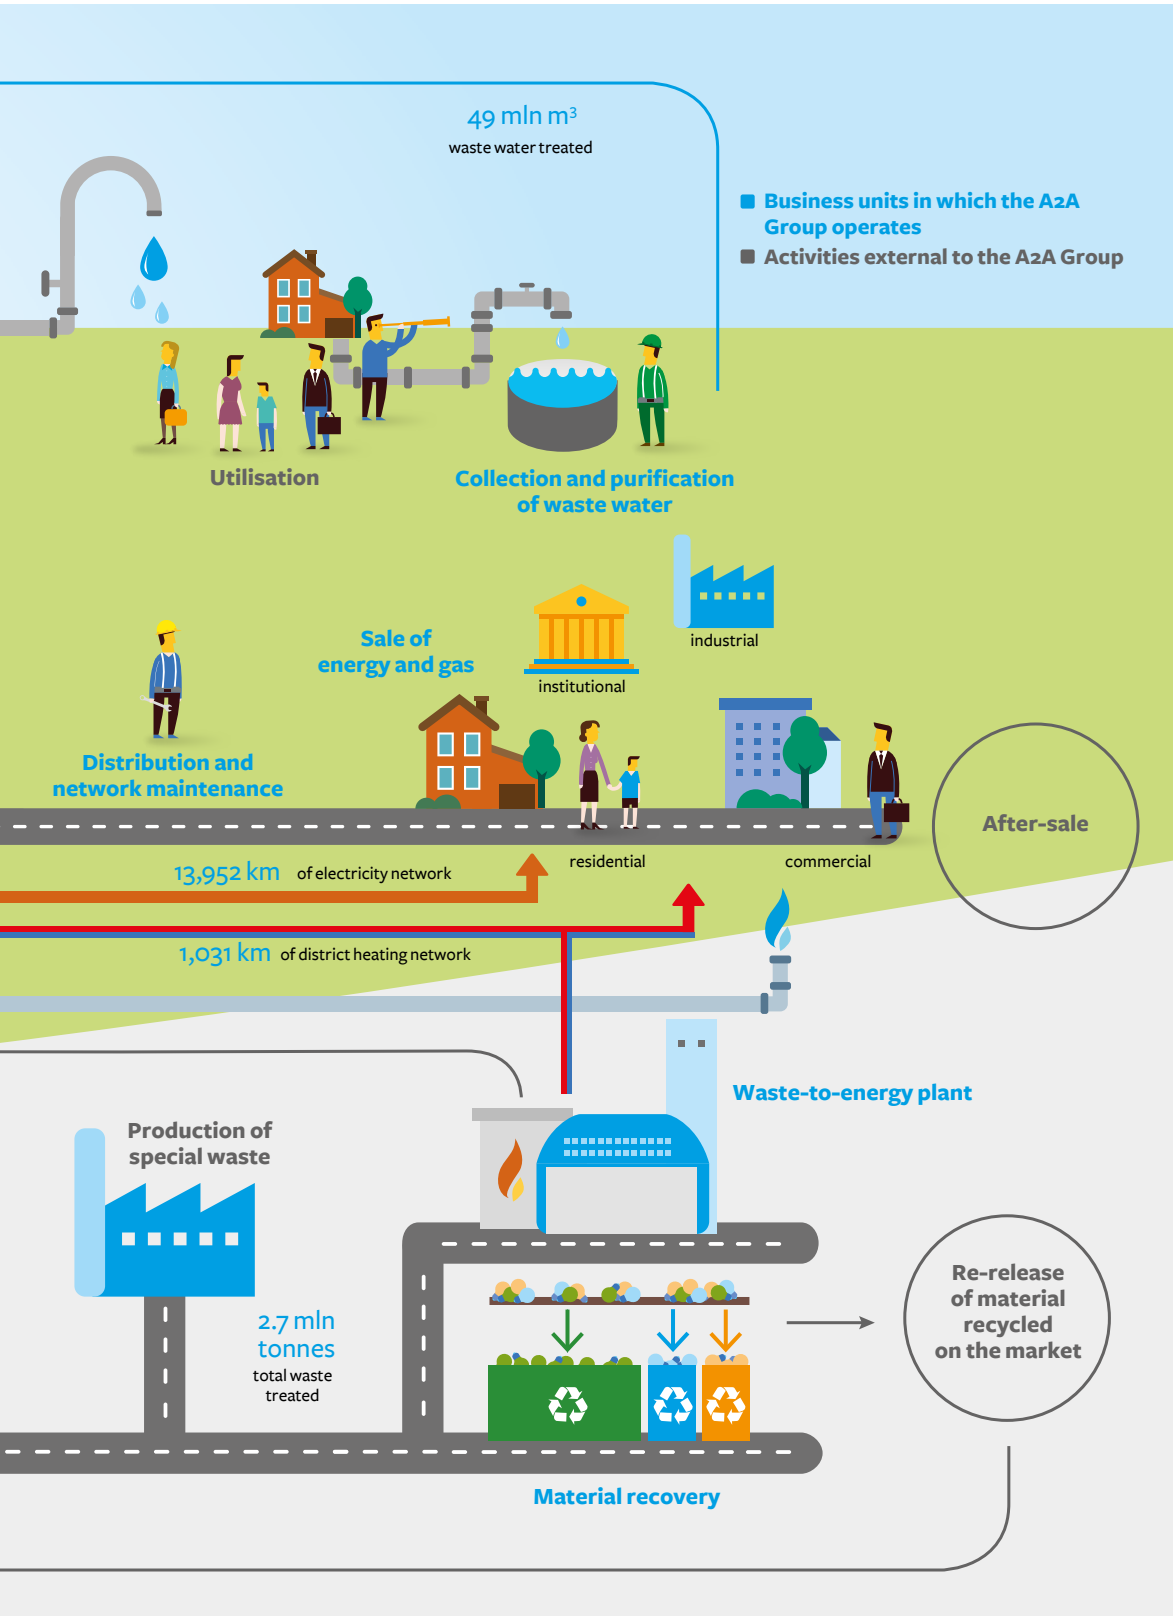 49 mln m³
waste water treated
Business units in which the A2A
Group operates
Activities external to the A2A Group
Utilisation
Collection and purification
of waste water
industrial
Sale of
energy and gas
institutional
Distribution and
network maintenance
After-sale
residential
commercial
13,952 km of electricity network
1,031 km of district heating network
Waste-to-energy plant
Production of
special waste
2.7 mln
tonnes
total waste
treated
Re-release
of material
recycled
on the market
Material recovery